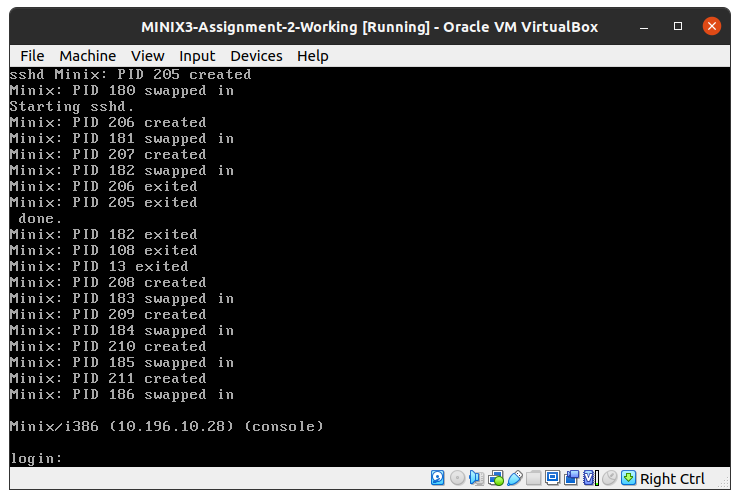 MINIX3-Assignment-2-Working [Running] - Oracle VM VirtualBox
File Machine View Input Devices Help
sshd Minix: PID 205 created
Minix: PID 180 swapped in
Starting sshd.
Minix: PID 206 created
Minix: PID 181 swapped in
Minix: PID 207 created
Minix: PID 182 swapped in
Minix: PID 206 exited
Minix: PID 205 exited
done.
Minix: PID 182 exited
Minix: PID 108 exited
Minix: PID 13 exited
Minix: PID 208 created
Minix: PID 183 swapped in
Minix: PID 209 created
Minix: PID 184 swapped in
Minix: PID 210 created
Minix: PID 185 swapped in
Minix: PID 211 created
Minix: PID 186 swapped in
Minix/i386 (10.196.10.28) (console)
login:
Right Ctrl